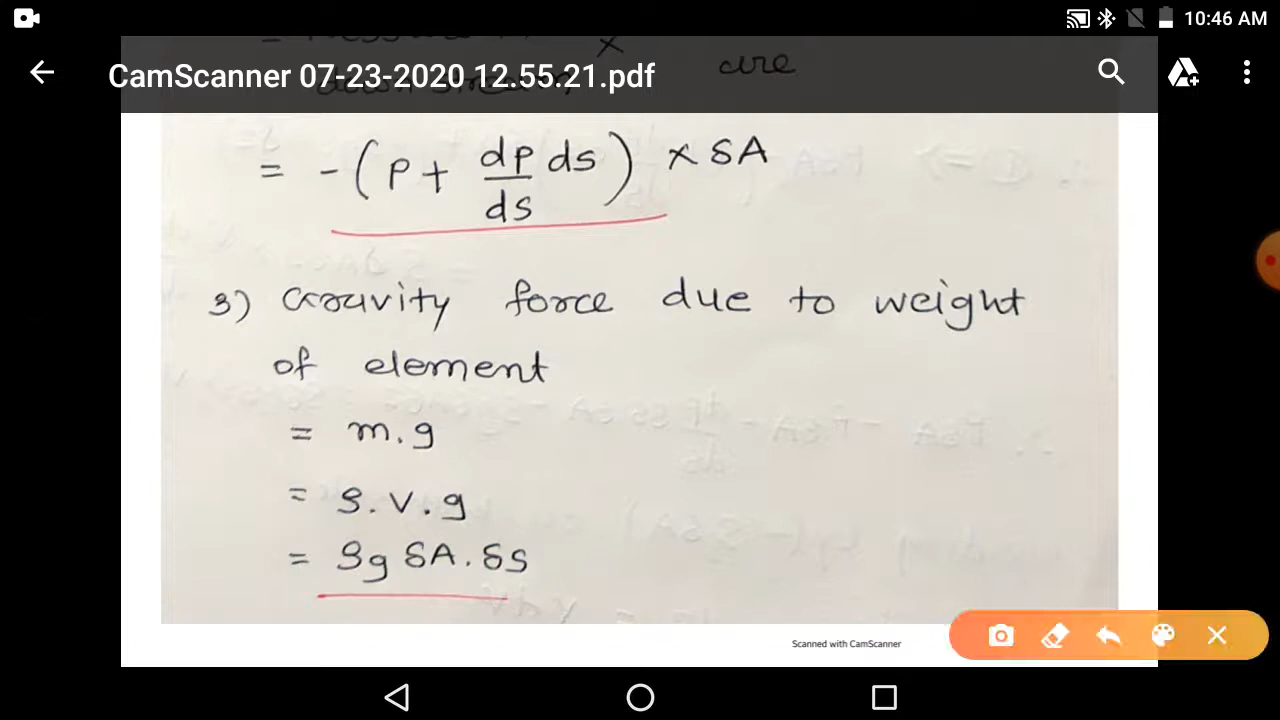 10:46 AM
CamScanner 07-23-2020 12.55.21.pdf
are
= -(P + dp/ds ds) × δA
3) Gravity force due to weight
of element
= m.g
= ρ.V.g
= ρg δA.δs
Scanned with CamScanner